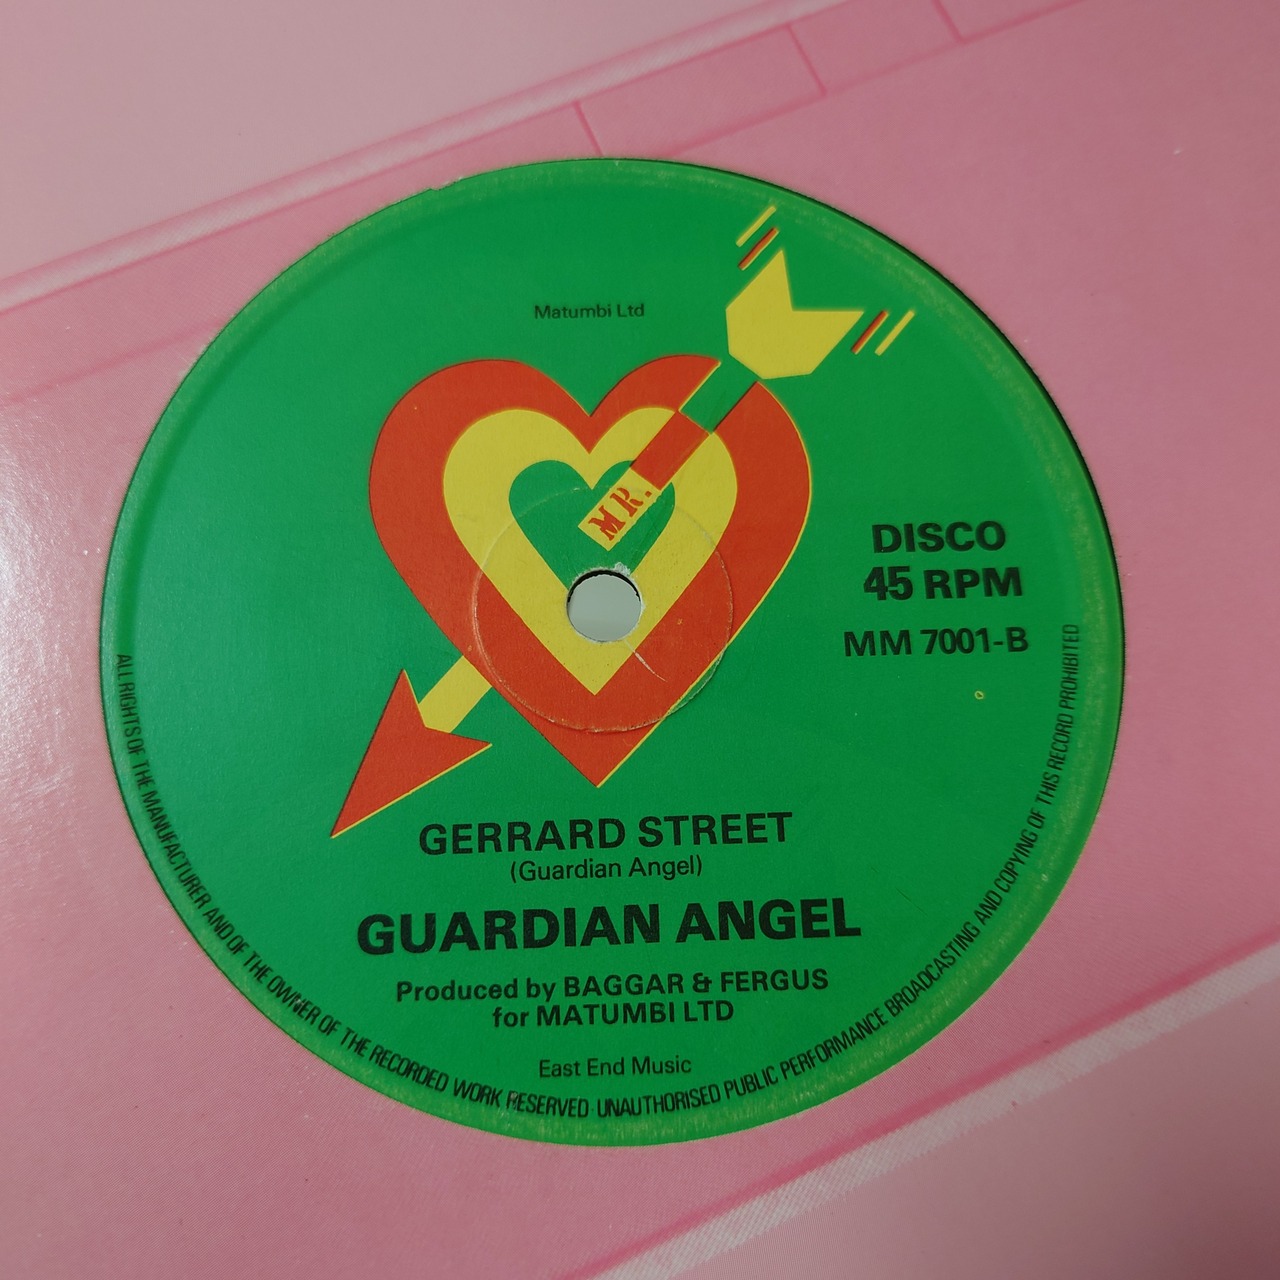 Matumbi Ltd
MR.
DISCO
45 RPM
MM 7001-B
GERRARD STREET
(Guardian Angel)
GUARDIAN ANGEL
Produced by BAGGAR & FERGUS
for MATUMBI LTD
East End Music
ALL RIGHTS OF THE MANUFACTURER AND OF THE OWNER OF THE RECORDED WORK RESERVED · UNAUTHORISED PUBLIC PERFORMANCE BROADCASTING AND COPYING OF THIS RECORD PROHIBITED